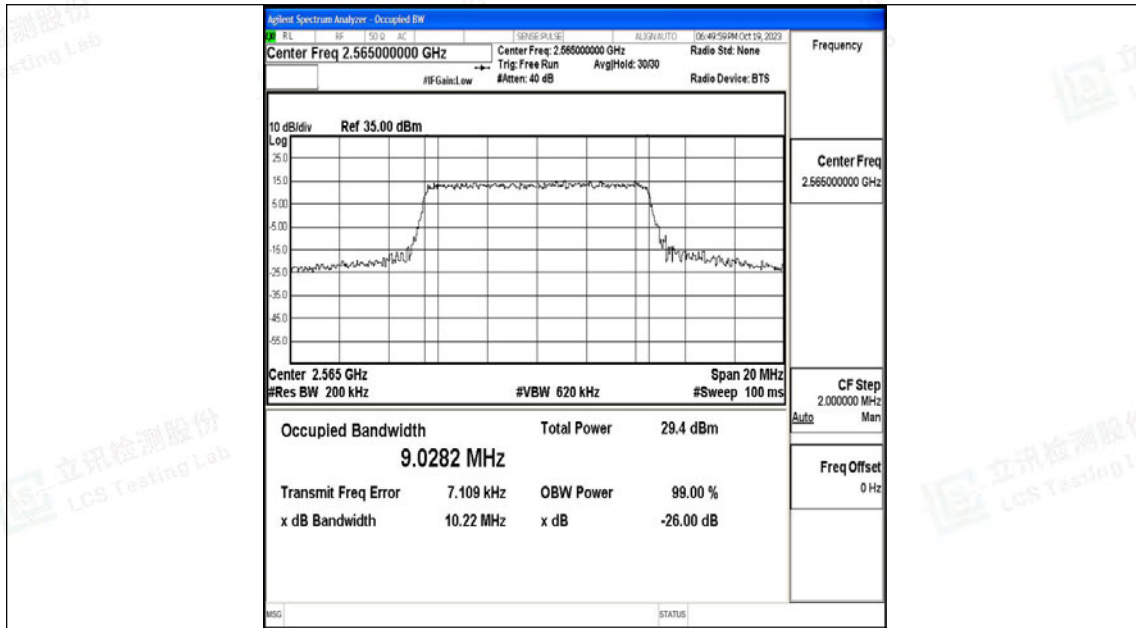 Agilent Spectrum Analyzer - Occupied BW
RL RF 50 Ω AC SENSE:PULSE ALIGNAUTO 06:49:59 PM Oct 19, 2023
Center Freq 2.565000000 GHz
Center Freq: 2.565000000 GHz
Radio Std: None
Trig: Free Run Avg|Hold: 30/30
#IFGain:Low #Atten: 40 dB Radio Device: BTS
10 dB/div Ref 35.00 dBm
Log
25.0
15.0
5.00
-5.00
-15.0
-25.0
-35.0
-45.0
-55.0
Center 2.565 GHz Span 20 MHz
#Res BW 200 kHz #VBW 620 kHz #Sweep 100 ms
Occupied Bandwidth Total Power 29.4 dBm
9.0282 MHz
Transmit Freq Error 7.109 kHz OBW Power 99.00 %
x dB Bandwidth 10.22 MHz x dB -26.00 dB
MSG STATUS
Frequency
Center Freq
2.565000000 GHz
CF Step
2.000000 MHz
Auto Man
Freq Offset
0 Hz
立讯检测股份
LCS Testing Lab
立讯检测股份
LCS Testing L
测股份
esting Lab
立